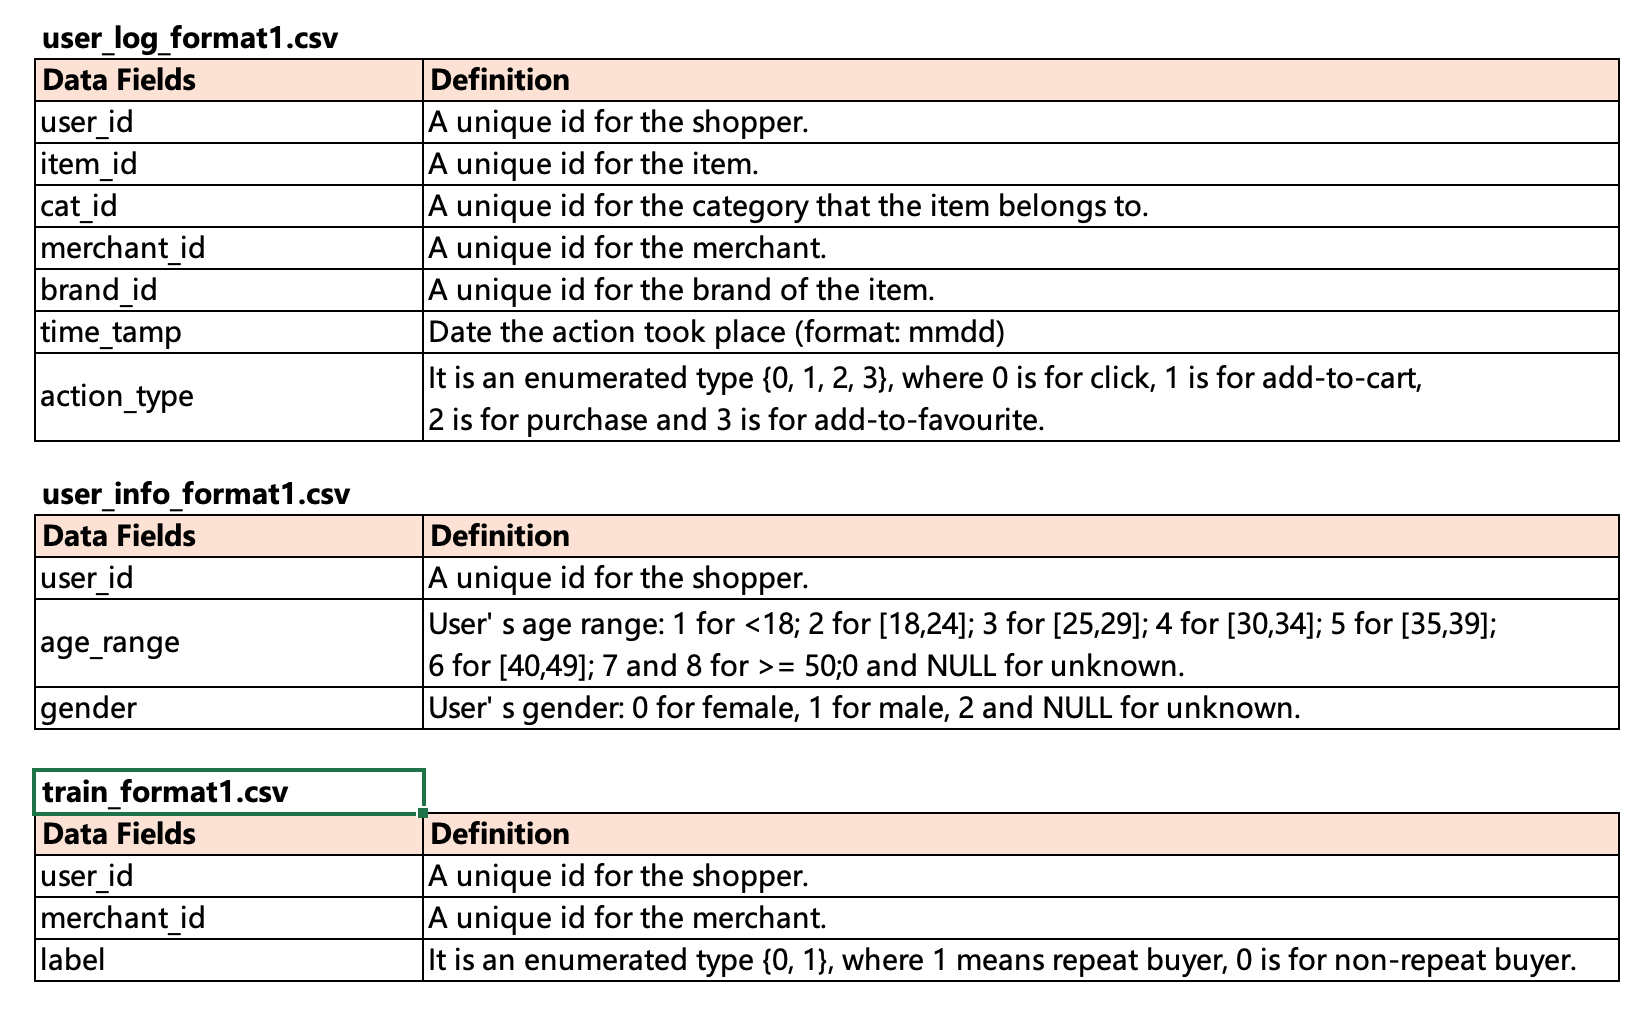 user_log_format1.csv
Data Fields Definition
user_id A unique id for the shopper.
item_id A unique id for the item.
cat_id A unique id for the category that the item belongs to.
merchant_id A unique id for the merchant.
brand_id A unique id for the brand of the item.
time_tamp Date the action took place (format: mmdd)
action_type It is an enumerated type {0, 1, 2, 3}, where 0 is for click, 1 is for add-to-cart,
2 is for purchase and 3 is for add-to-favourite.
user_info_format1.csv
Data Fields Definition
user_id A unique id for the shopper.
age_range User' s age range: 1 for <18; 2 for [18,24]; 3 for [25,29]; 4 for [30,34]; 5 for [35,39];
6 for [40,49]; 7 and 8 for >= 50;0 and NULL for unknown.
gender User' s gender: 0 for female, 1 for male, 2 and NULL for unknown.
train_format1.csv
Data Fields Definition
user_id A unique id for the shopper.
merchant_id A unique id for the merchant.
label It is an enumerated type {0, 1}, where 1 means repeat buyer, 0 is for non-repeat buyer.